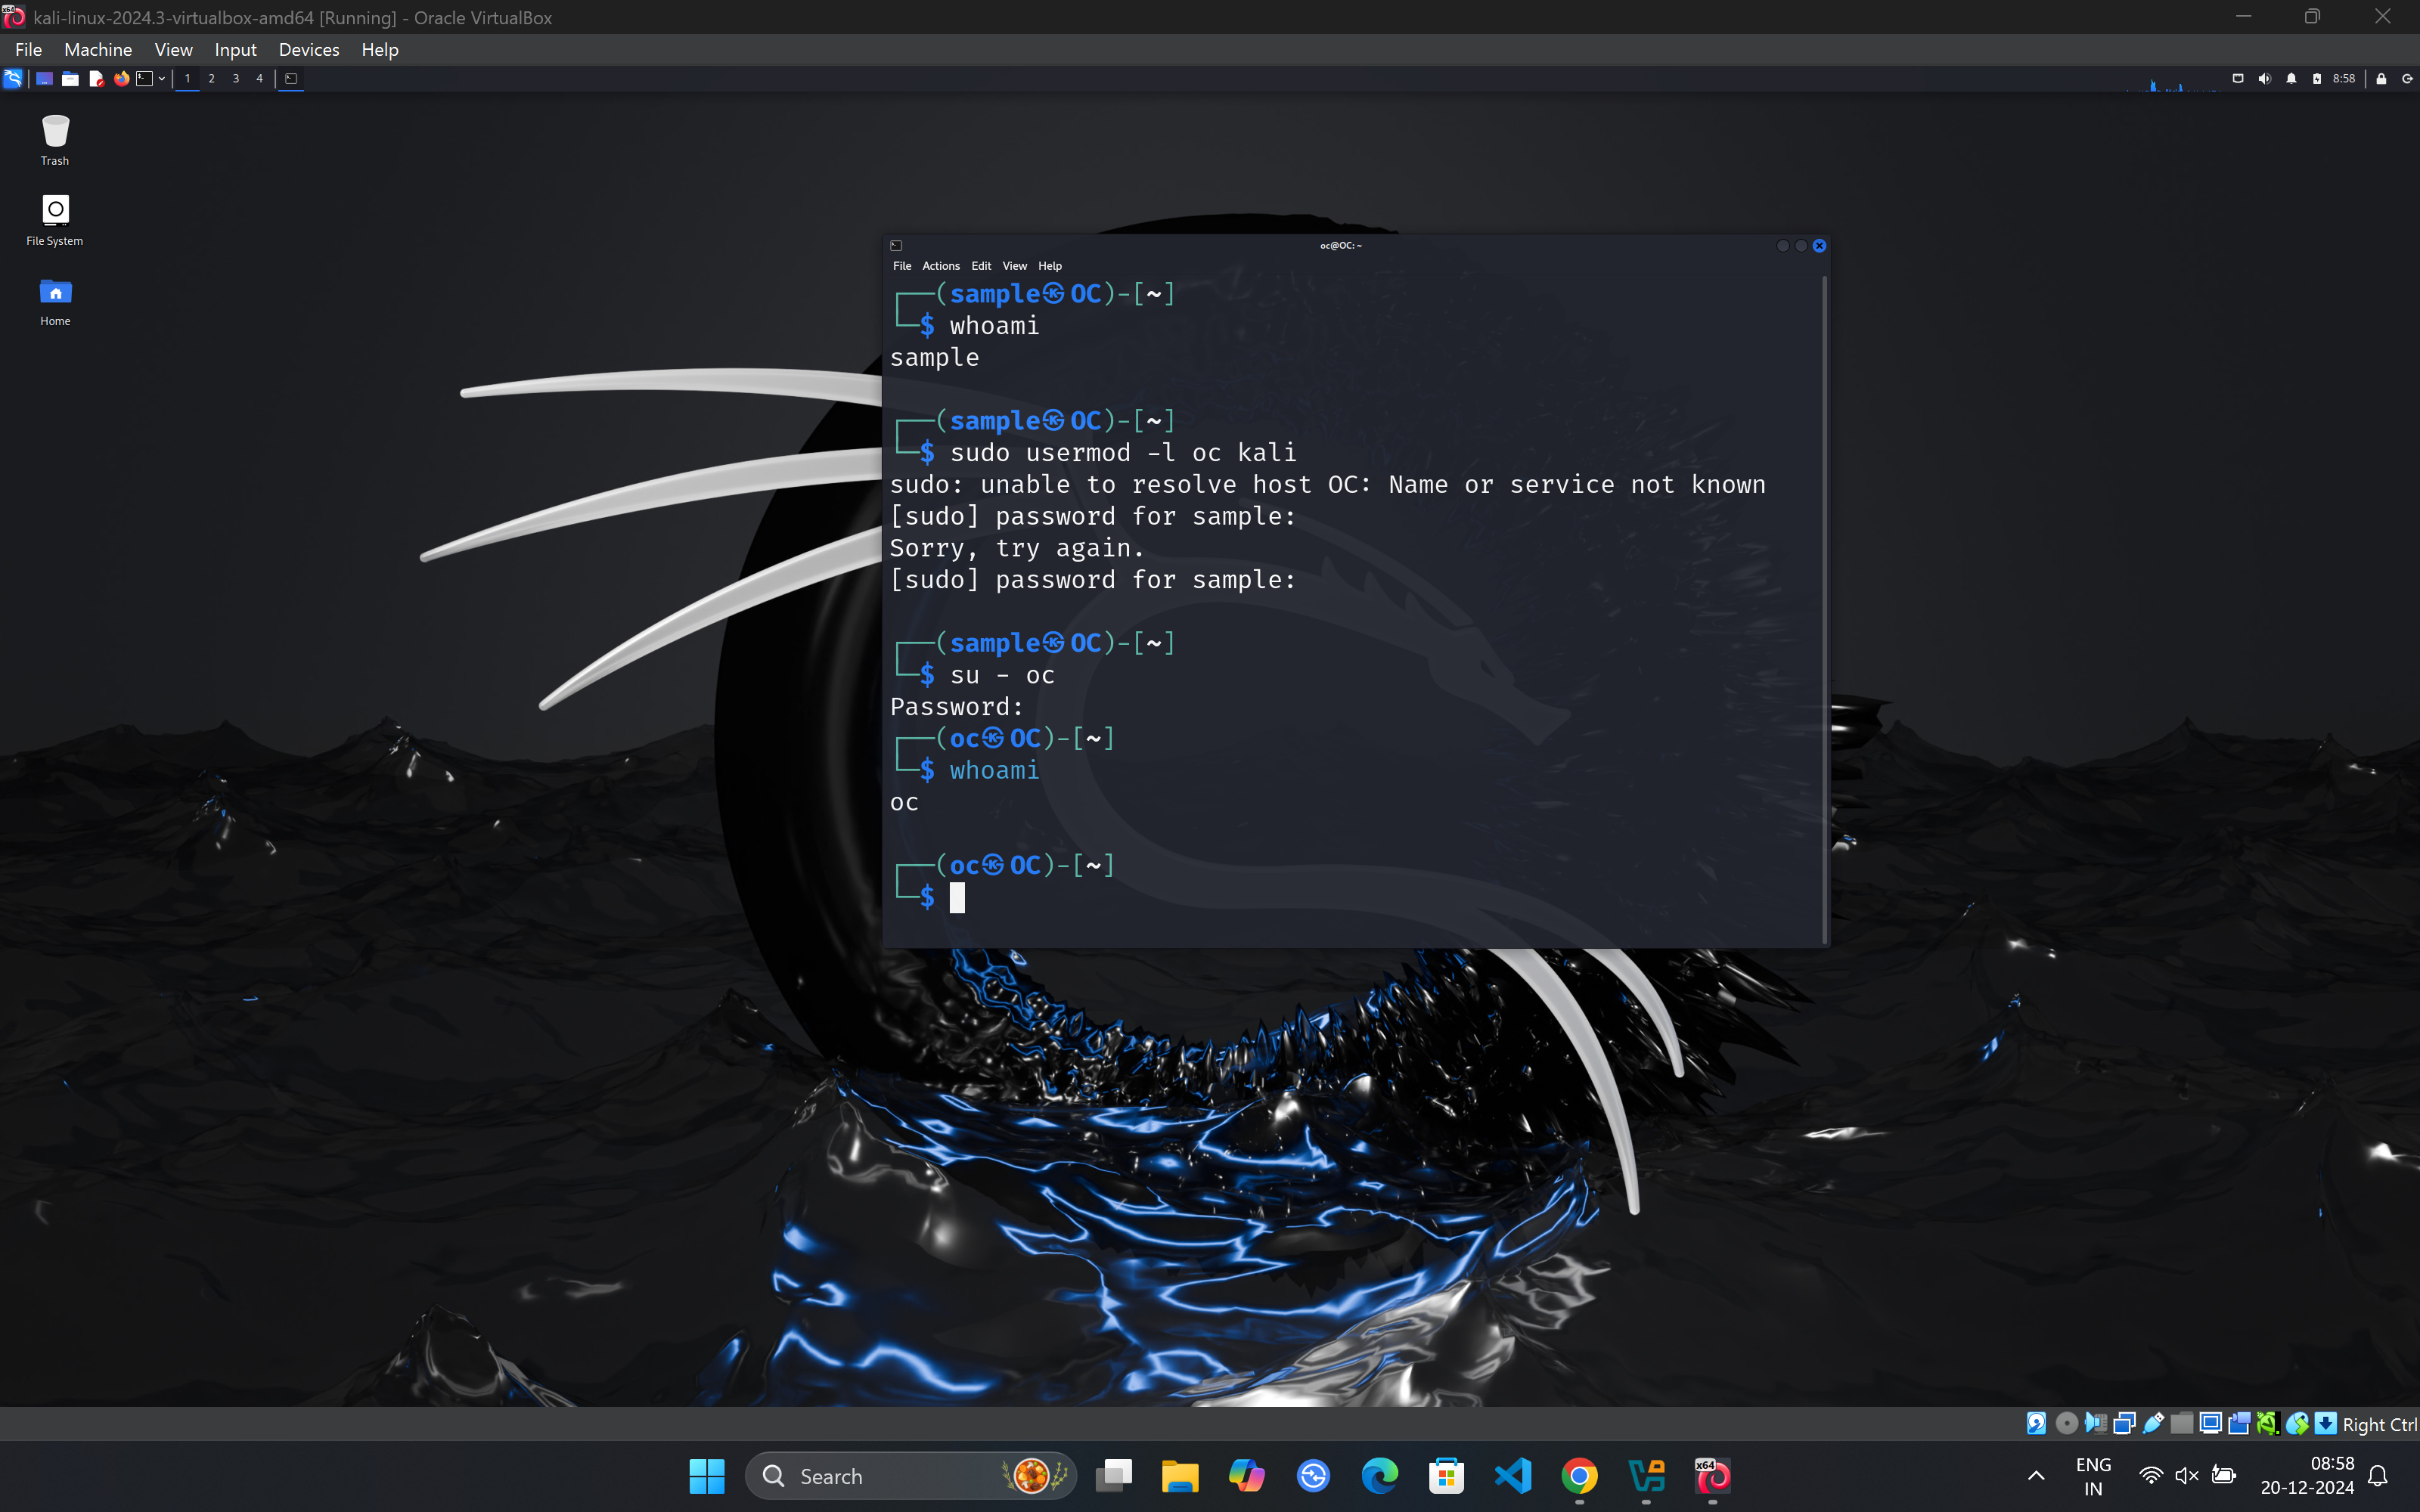 kali-linux-2024.3-virtualbox-amd64 [Running] - Oracle VirtualBox
File Machine View Input Devices Help
1 2 3 4
8:58
Trash
File System
Home
oc@OC: ~
File Actions Edit View Help
┌──(sample㉿OC)-[~]
└─$ whoami
sample
┌──(sample㉿OC)-[~]
└─$ sudo usermod -l oc kali
sudo: unable to resolve host OC: Name or service not known
[sudo] password for sample:
Sorry, try again.
[sudo] password for sample:
┌──(sample㉿OC)-[~]
└─$ su - oc
Password:
┌──(oc㉿OC)-[~]
└─$ whoami
oc
┌──(oc㉿OC)-[~]
└─$
Right Ctrl
Search
x64
ENG
IN
08:58
20-12-2024